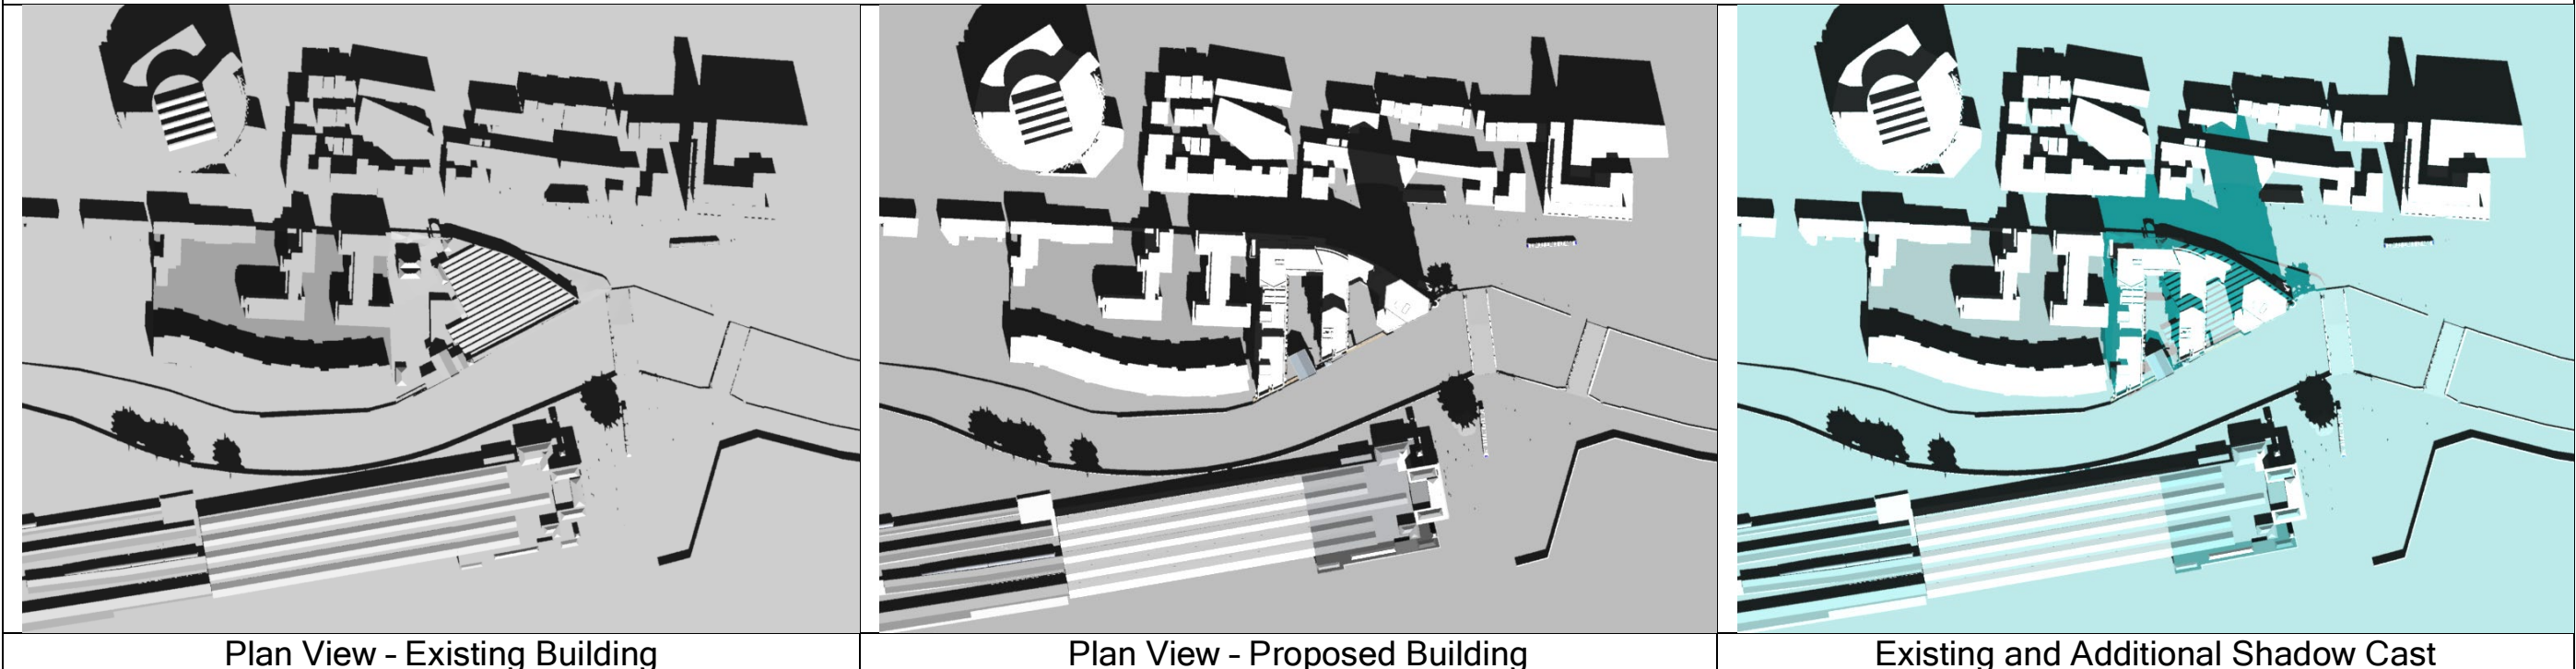 Plan View - Existing Building
Plan View - Proposed Building
Existing and Additional Shadow Cast